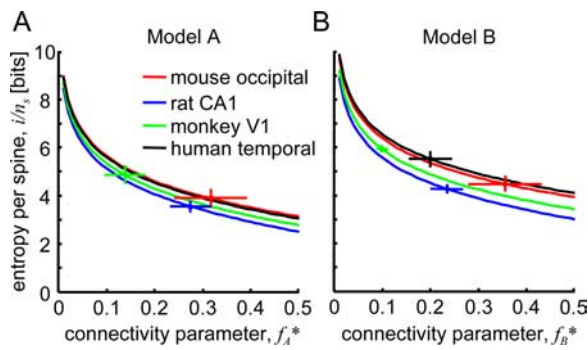 A
Model A
B
Model B
entropy per spine, i/nₛ [bits]
10
8
6
4
2
0
mouse occipital
rat CA1
monkey V1
human temporal
0 0.1 0.2 0.3 0.4 0.5
0 0.1 0.2 0.3 0.4 0.5
connectivity parameter, f_A*
connectivity parameter, f_B*